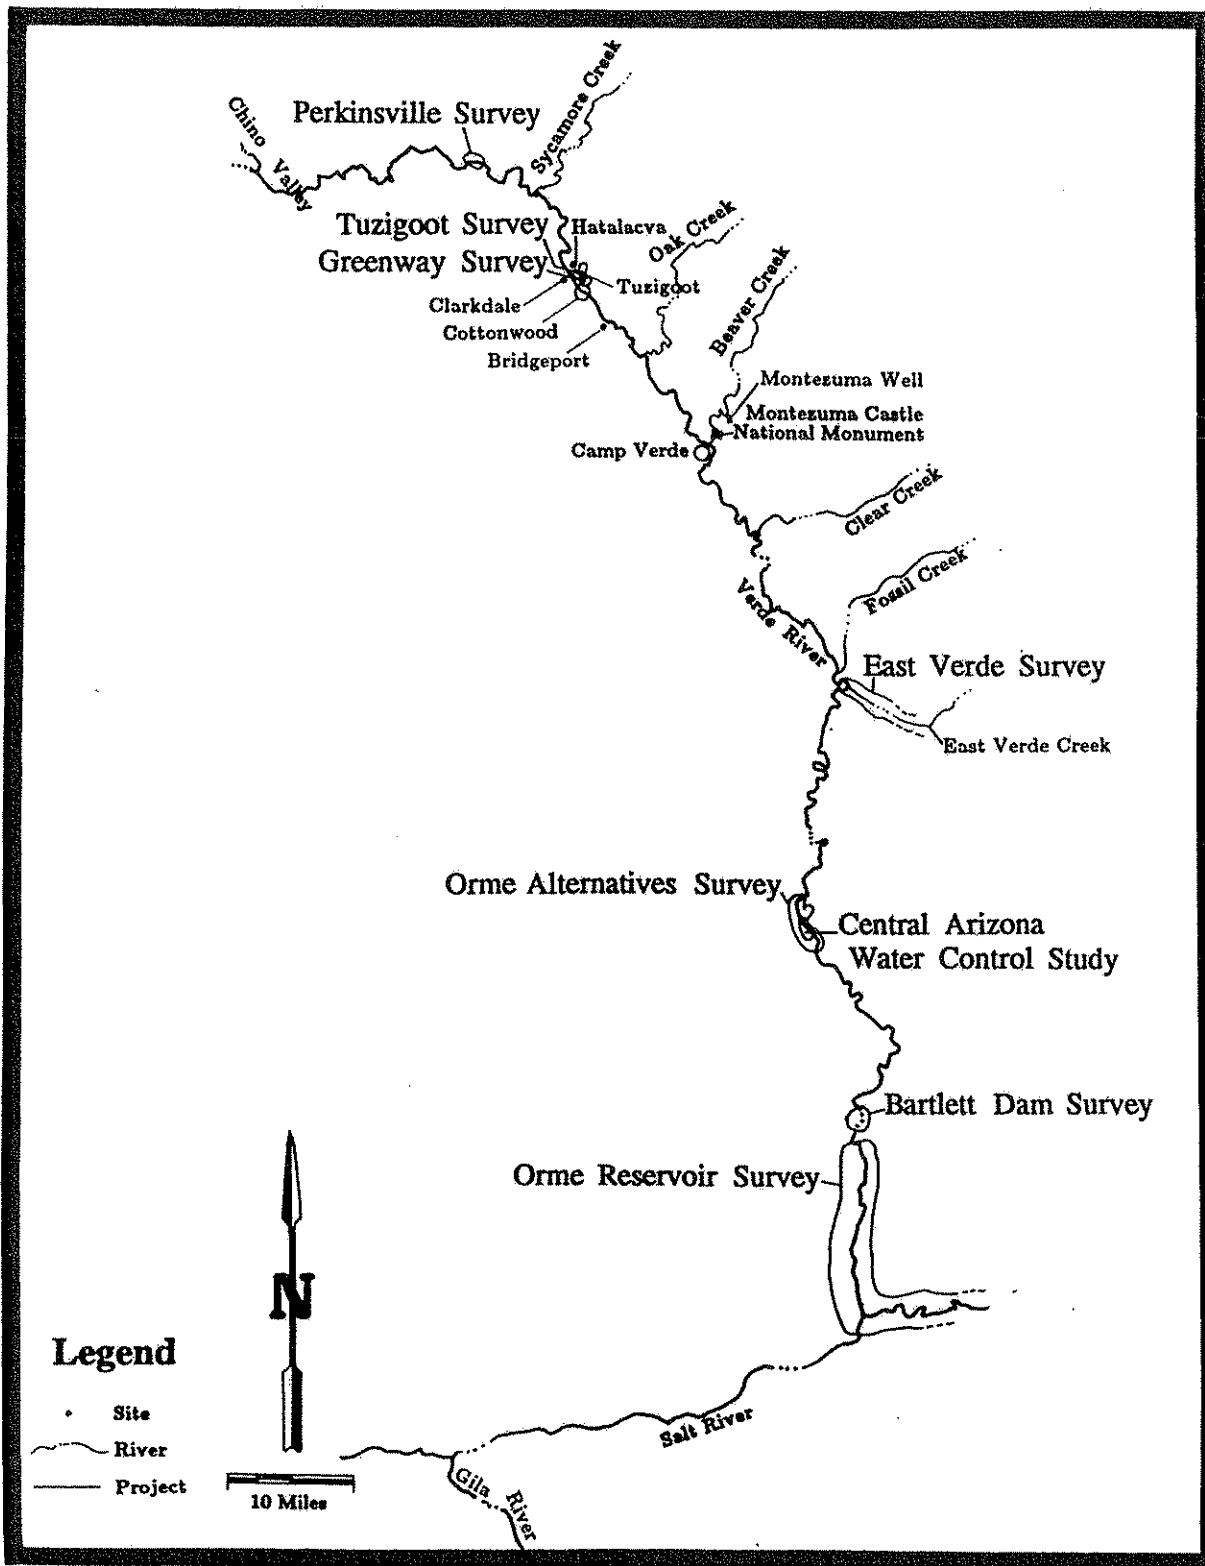 Sycamore Creek
Chino Valley
Perkinsville Survey
Tuzigoot Survey
Hatalacva
Oak Creek
Greenway Survey
Tuzigoot
Clarkdale
Cottonwood
Bridgeport
Beaver Creek
Montezuma Well
Montezuma Castle
National Monument
Camp Verde
Clear Creek
Fossil Creek
Verde River
East Verde Survey
East Verde Creek
Orme Alternatives Survey
Central Arizona
Water Control Study
Bartlett Dam Survey
Orme Reservoir Survey
N
Legend
Site
River
Project
10 Miles
Salt River
Gila River